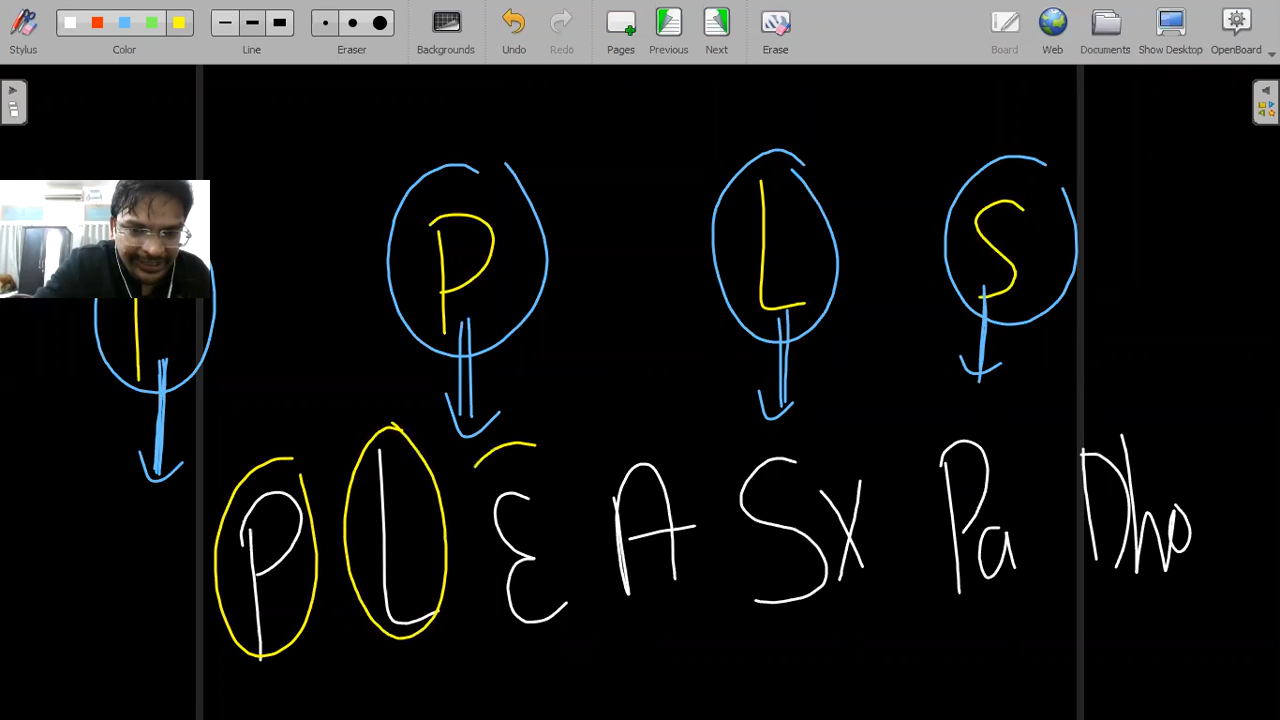 Stylus Color Line Eraser Backgrounds Undo Redo Pages Previous Next Erase Board Web Documents Show Desktop OpenBoard
P L S
P L E A Sx Pa Dho